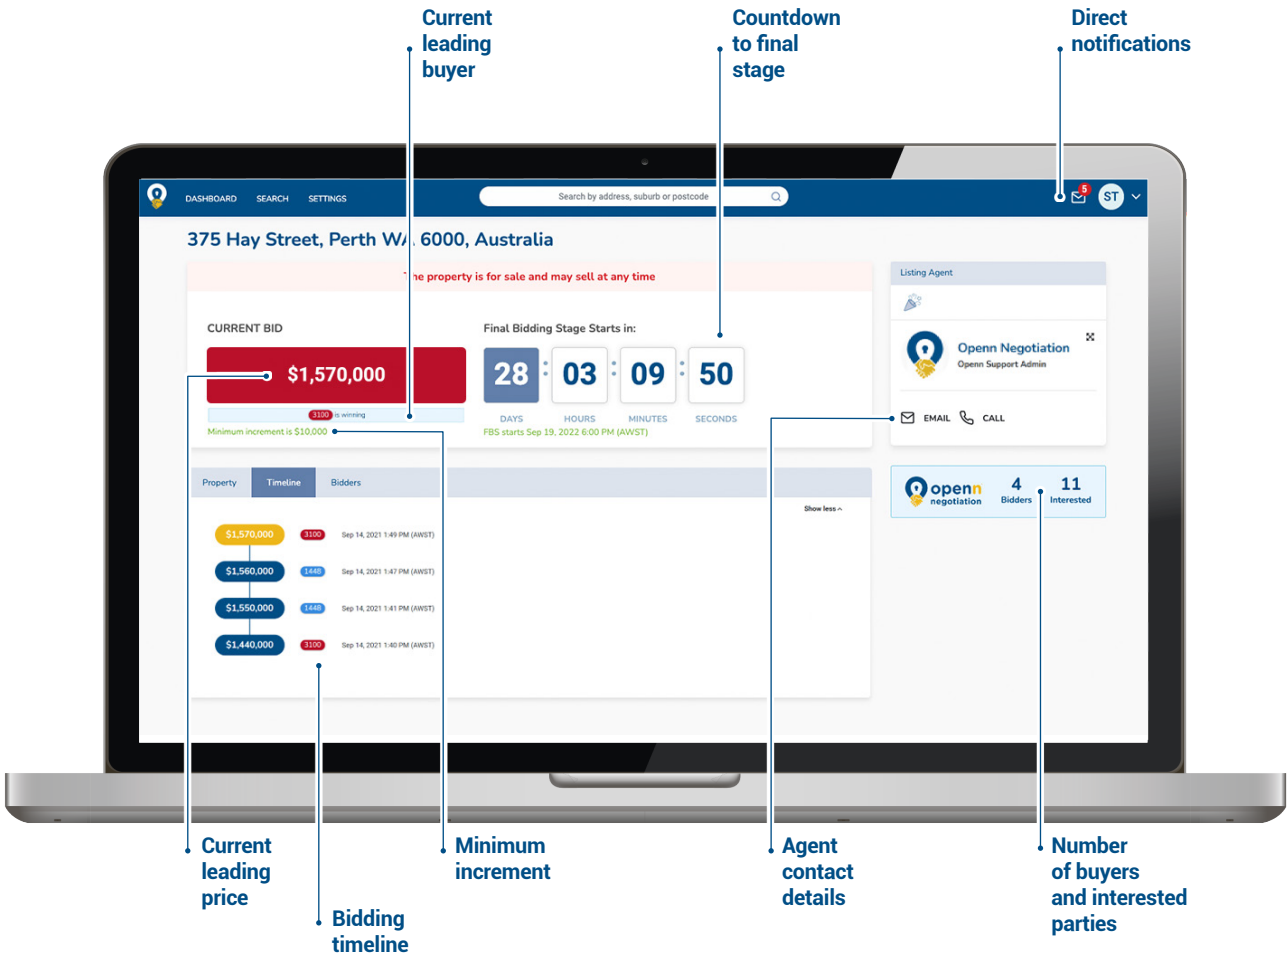 Current
leading
buyer
Countdown
to final
stage
Direct
notifications
DASHBOARD
SEARCH
SETTINGS
Search by address, suburb or postcode
5
ST
375 Hay Street, Perth WA 6000, Australia
The property is for sale and may sell at any time
CURRENT BID
$1,570,000
3100 is winning
Minimum increment is $10,000
Final Bidding Stage Starts in:
28 : 03 : 09 : 50
DAYS HOURS MINUTES SECONDS
FBS starts Sep 19, 2022 6:00 PM (AWST)
Listing Agent
Openn Negotiation
Openn Support Admin
EMAIL
CALL
openn
negotiation
4
Bidders
11
Interested
Property
Timeline
Bidders
Show less
$1,570,000 3100 Sep 14, 2021 1:49 PM (AWST)
$1,560,000 1448 Sep 14, 2021 1:47 PM (AWST)
$1,550,000 1448 Sep 14, 2021 1:41 PM (AWST)
$1,440,000 3100 Sep 14, 2021 1:40 PM (AWST)
Current
leading
price
Bidding
timeline
Minimum
increment
Agent
contact
details
Number
of buyers
and interested
parties